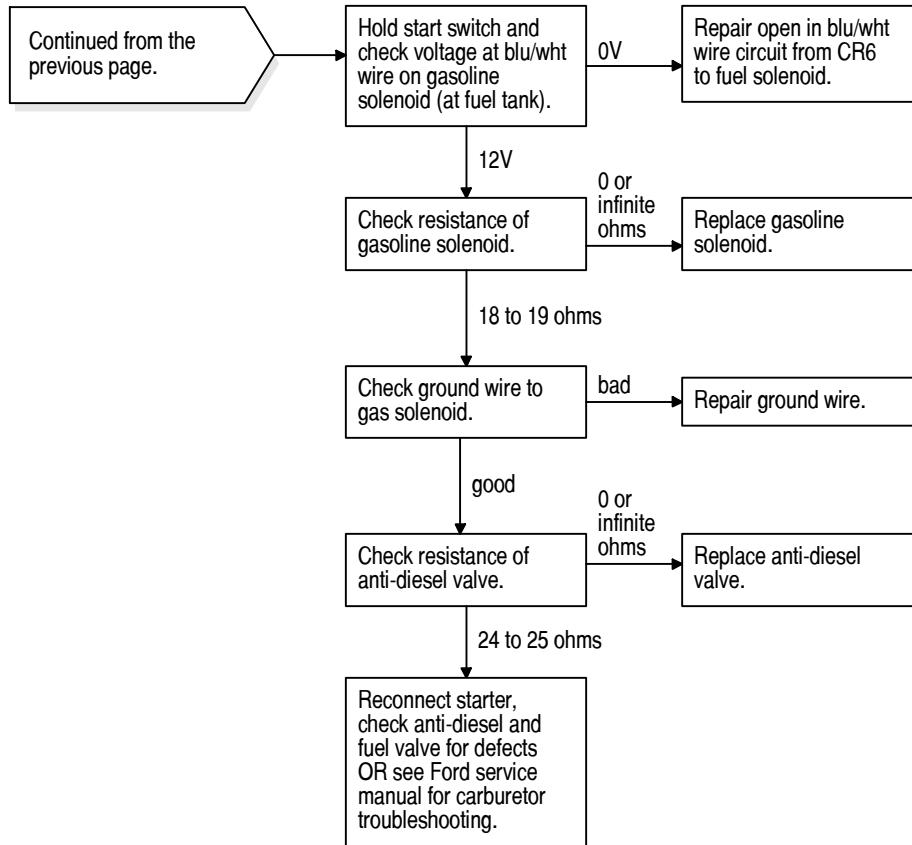 Continued from the
previous page.
Hold start switch and
check voltage at blu/wht
wire on gasoline
solenoid (at fuel tank).
0V
Repair open in blu/wht
wire circuit from CR6
to fuel solenoid.
12V
Check resistance of
gasoline solenoid.
0 or
infinite
ohms
Replace gasoline
solenoid.
18 to 19 ohms
Check ground wire to
gas solenoid.
bad
Repair ground wire.
good
Check resistance of
anti-diesel valve.
0 or
infinite
ohms
Replace anti-diesel
valve.
24 to 25 ohms
Reconnect starter,
check anti-diesel and
fuel valve for defects
OR see Ford service
manual for carburetor
troubleshooting.